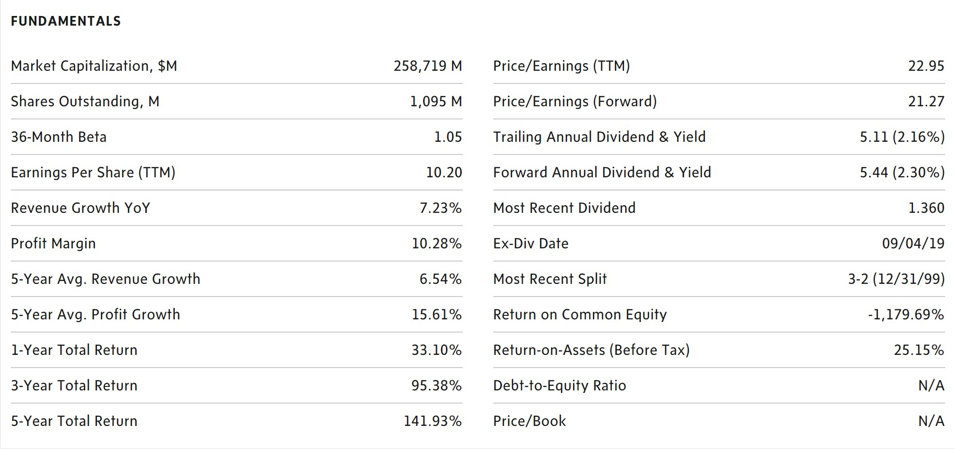 FUNDAMENTALS
Market Capitalization, $M 258,719 M
Shares Outstanding, M 1,095 M
36-Month Beta 1.05
Earnings Per Share (TTM) 10.20
Revenue Growth YoY 7.23%
Profit Margin 10.28%
5-Year Avg. Revenue Growth 6.54%
5-Year Avg. Profit Growth 15.61%
1-Year Total Return 33.10%
3-Year Total Return 95.38%
5-Year Total Return 141.93%
Price/Earnings (TTM) 22.95
Price/Earnings (Forward) 21.27
Trailing Annual Dividend & Yield 5.11 (2.16%)
Forward Annual Dividend & Yield 5.44 (2.30%)
Most Recent Dividend 1.360
Ex-Div Date 09/04/19
Most Recent Split 3-2 (12/31/99)
Return on Common Equity -1,179.69%
Return-on-Assets (Before Tax) 25.15%
Debt-to-Equity Ratio N/A
Price/Book N/A